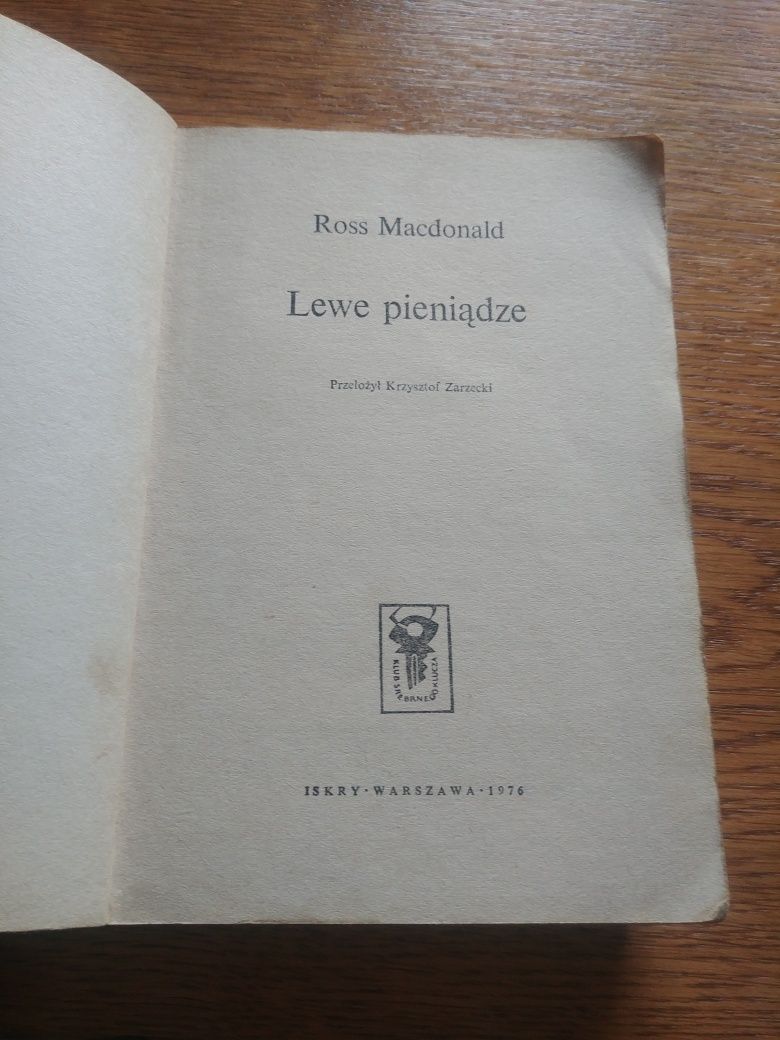 Ross Macdonald
Lewe pieniądze
Przełożył Krzysztof Zarzecki
KLUB SREBRNEGO KLUCZA
ISKRY·WARSZAWA·1976